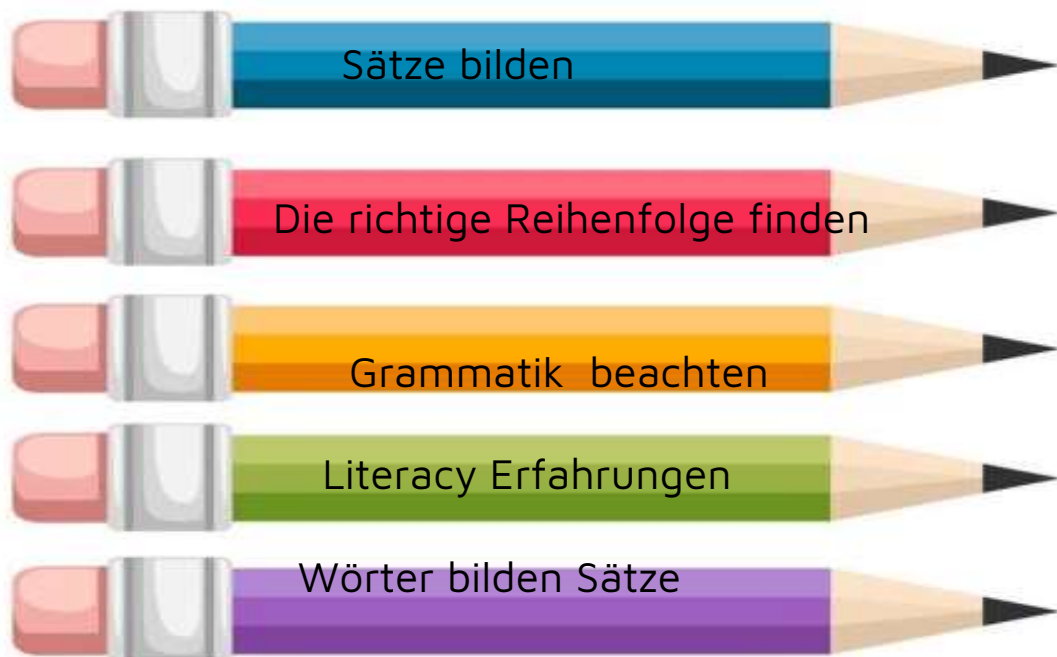 Sätze bilden
Die richtige Reihenfolge finden
Grammatik beachten
Literacy Erfahrungen
Wörter bilden Sätze